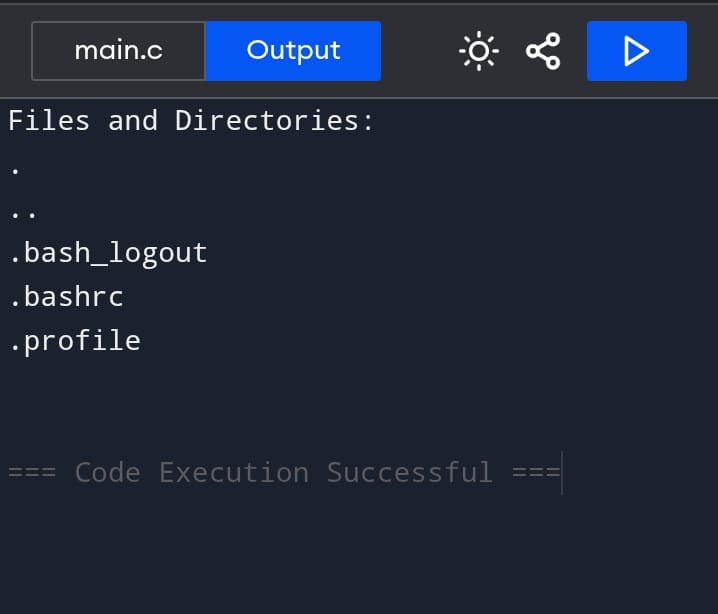 main.c Output
Files and Directories:
.
..
.bash_logout
.bashrc
.profile
=== Code Execution Successful ===